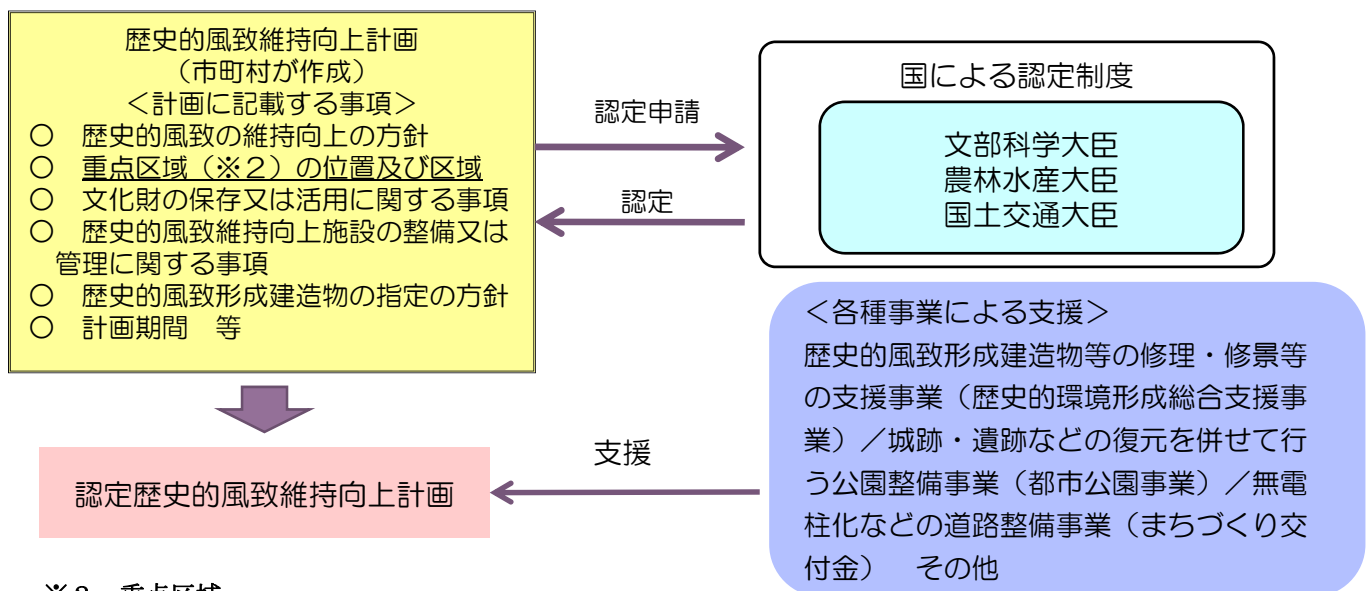 歴史的風致維持向上計画
（市町村が作成）
＜計画に記載する事項＞
○　歴史的風致の維持向上の方針
○　重点区域（※２）の位置及び区域
○　文化財の保存又は活用に関する事項
○　歴史的風致維持向上施設の整備又は
管理に関する事項
○　歴史的風致形成建造物の指定の方針
○　計画期間　等
認定申請
認定
国による認定制度
文部科学大臣
農林水産大臣
国土交通大臣
認定歴史的風致維持向上計画
支援
＜各種事業による支援＞
歴史的風致形成建造物等の修理・修景等
の支援事業（歴史的環境形成総合支援事
業）／城跡・遺跡などの復元を併せて行
う公園整備事業（都市公園事業）／無電
柱化などの道路整備事業（まちづくり交
付金）　その他